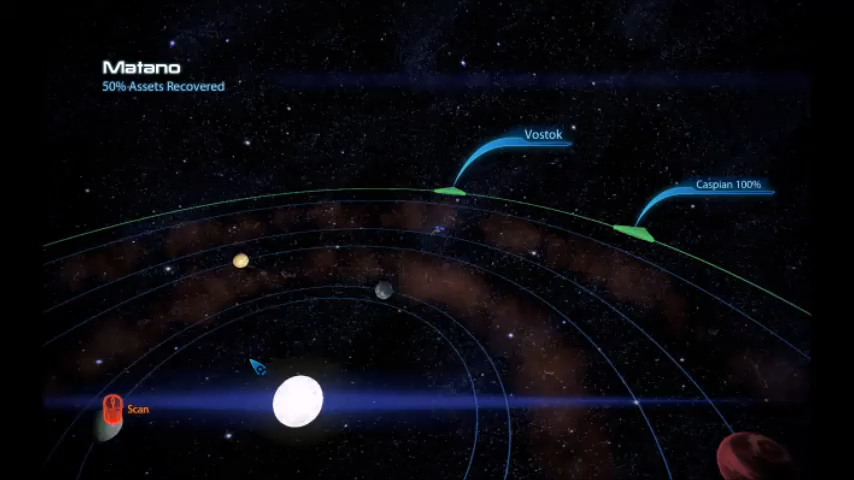 Matano
50% Assets Recovered
Vostok
Caspian 100%
Scan